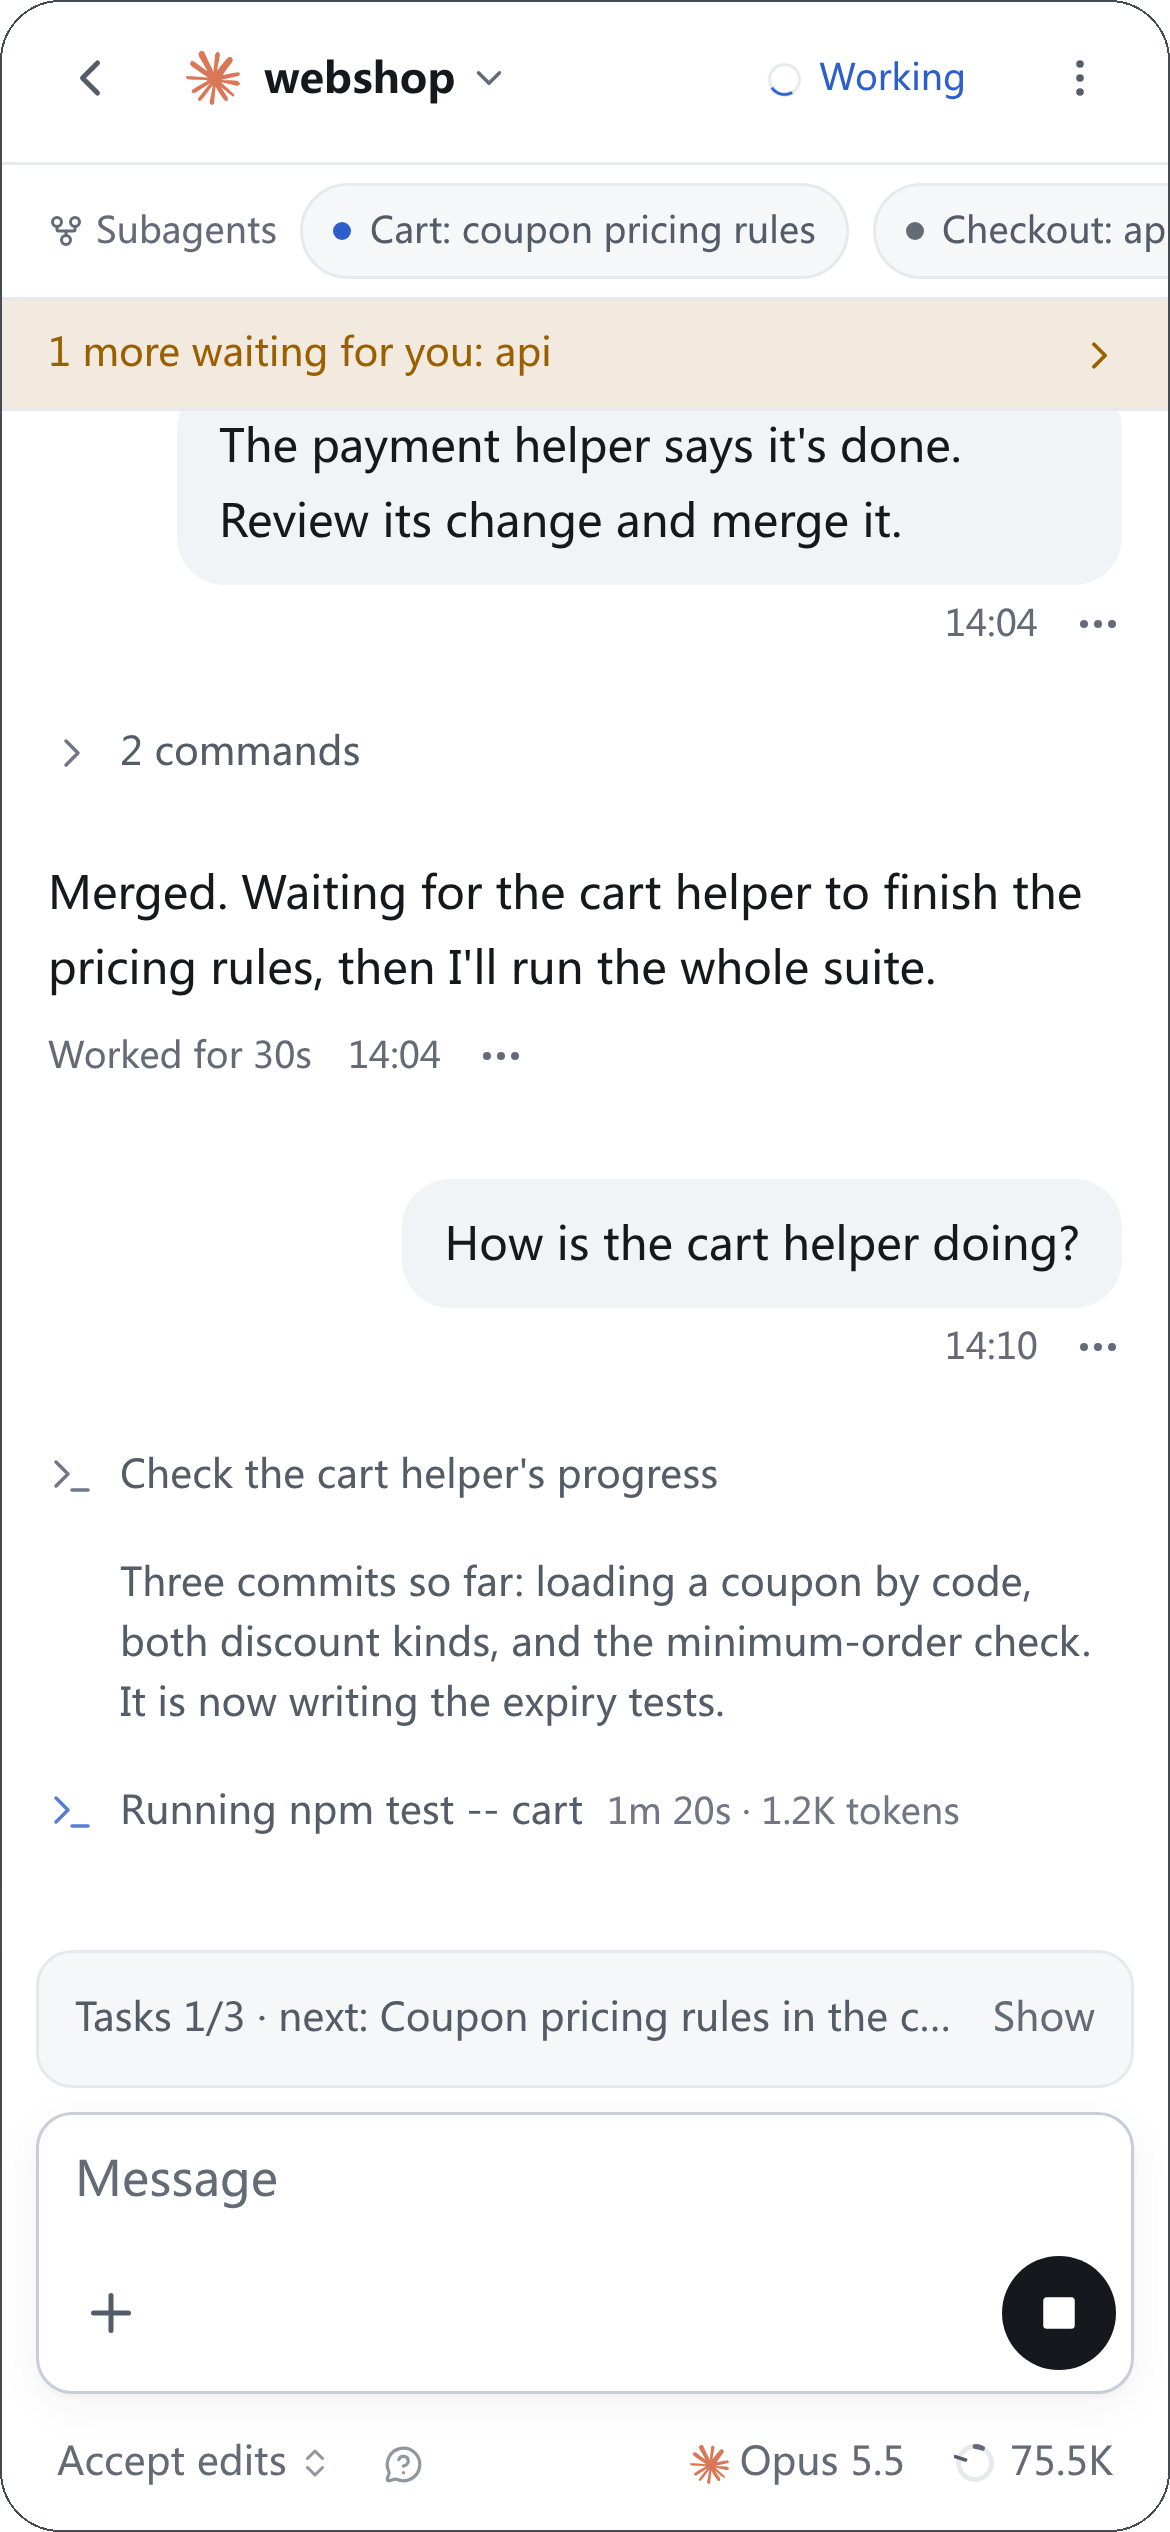 webshop
Working
Subagents
Cart: coupon pricing rules
Checkout: ap
1 more waiting for you: api
The payment helper says it's done.
Review its change and merge it.
14:04
2 commands
Merged. Waiting for the cart helper to finish the
pricing rules, then I'll run the whole suite.
Worked for 30s 14:04
How is the cart helper doing?
14:10
Check the cart helper's progress
Three commits so far: loading a coupon by code,
both discount kinds, and the minimum-order check.
It is now writing the expiry tests.
Running npm test -- cart 1m 20s · 1.2K tokens
Tasks 1/3 · next: Coupon pricing rules in the c... Show
Message
Accept edits
Opus 5.5
75.5K